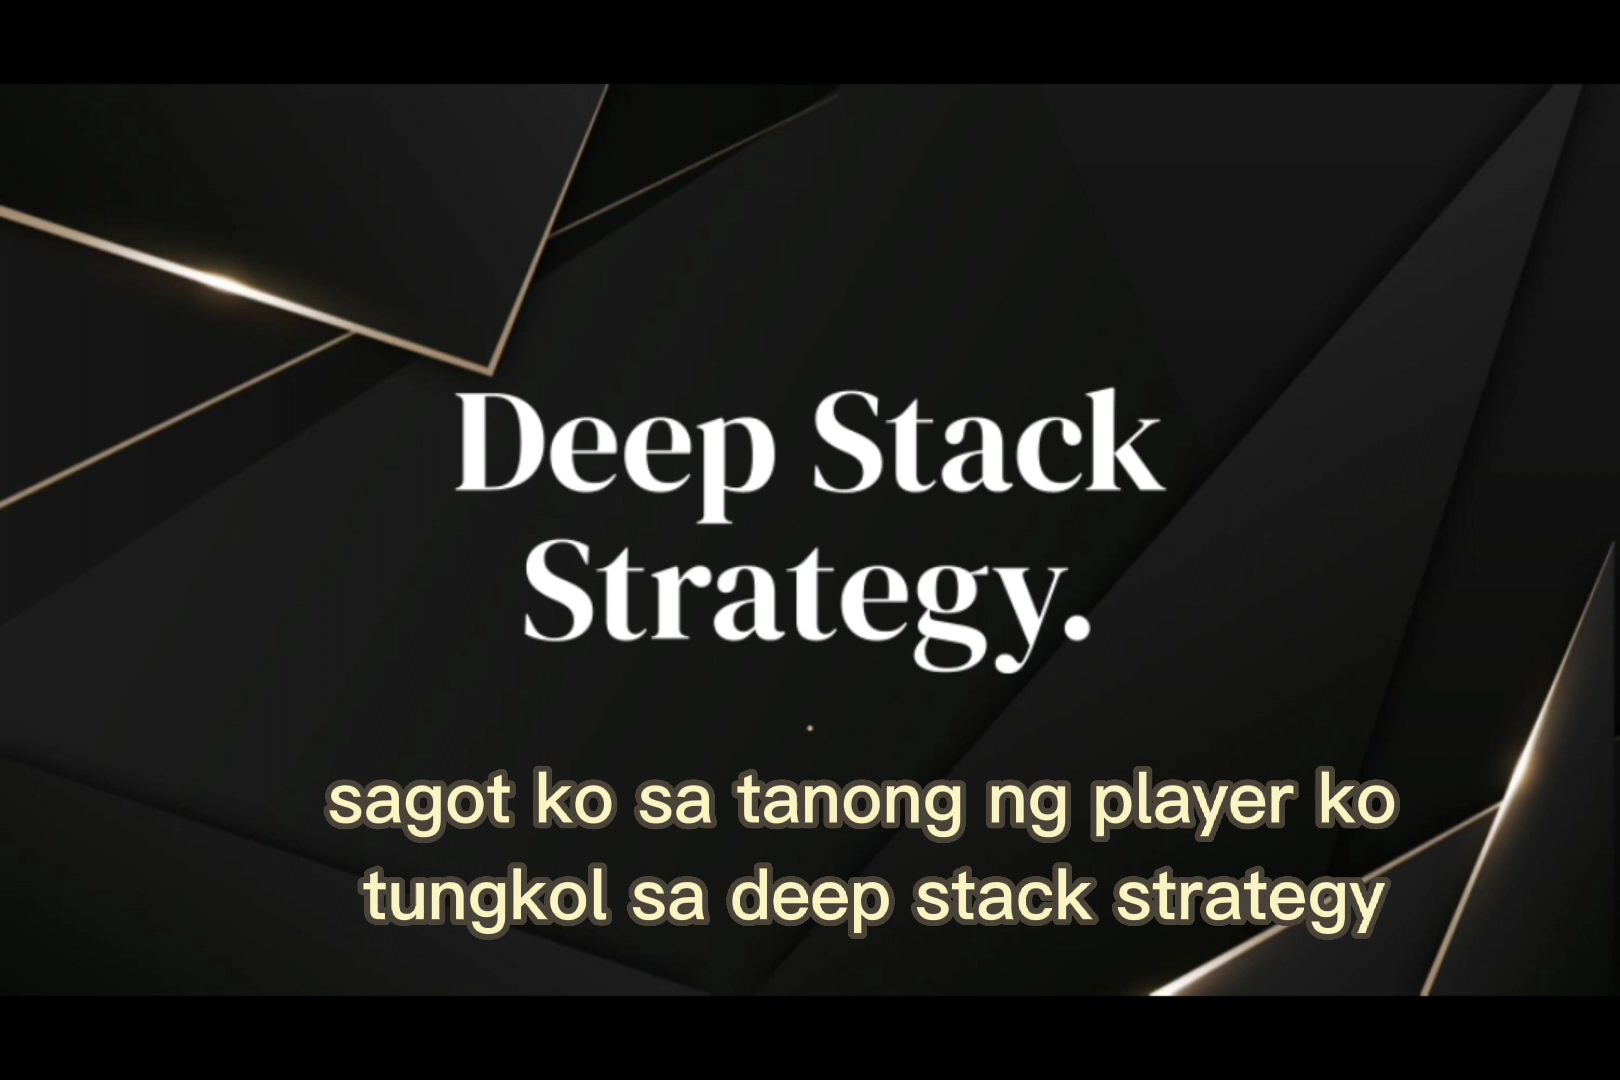 Deep Stack
Strategy.
sagot ko sa tanong ng player ko
tungkol sa deep stack strategy